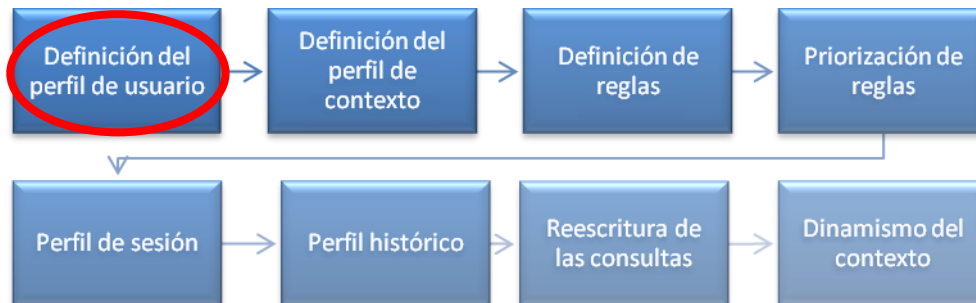 Definición del
perfil de usuario
Definición del
perfil de
contexto
Definición de
reglas
Priorización de
reglas
Perfil de sesión
Perfil histórico
Reescritura de
las consultas
Dinamismo del
contexto